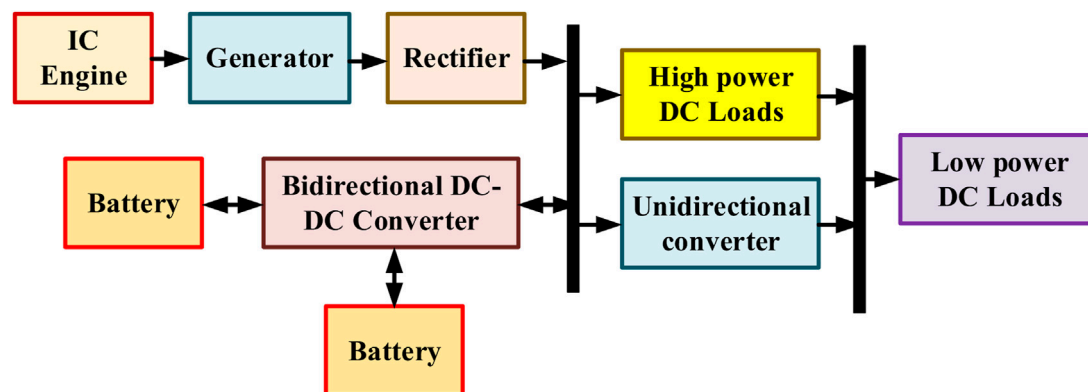 IC
Engine
Generator
Rectifier
High power
DC Loads
Battery
Bidirectional DC-
DC Converter
Unidirectional
converter
Low power
DC Loads
Battery